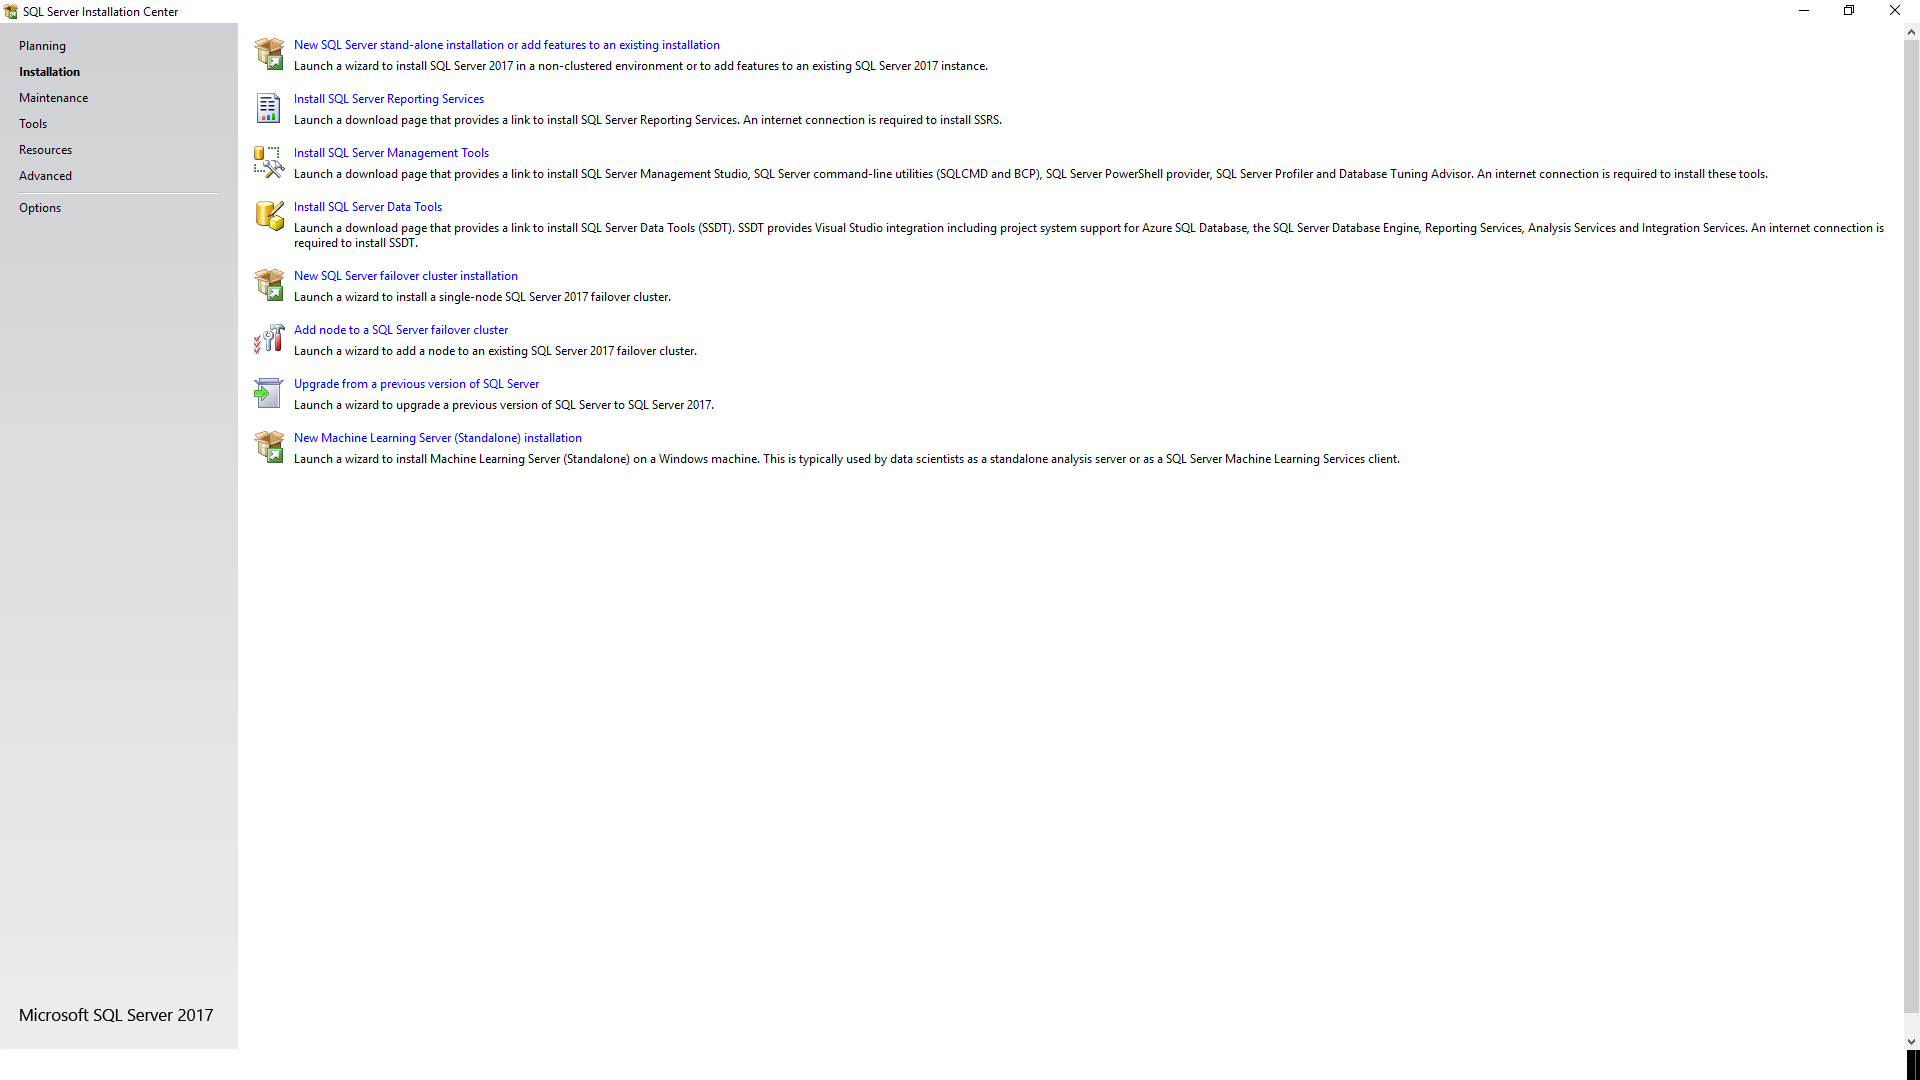 SQL Server Installation Center
Planning
Installation
Maintenance
Tools
Resources
Advanced
Options
New SQL Server stand-alone installation or add features to an existing installation
Launch a wizard to install SQL Server 2017 in a non-clustered environment or to add features to an existing SQL Server 2017 instance.
Install SQL Server Reporting Services
Launch a download page that provides a link to install SQL Server Reporting Services. An internet connection is required to install SSRS.
Install SQL Server Management Tools
Launch a download page that provides a link to install SQL Server Management Studio, SQL Server command-line utilities (SQLCMD and BCP), SQL Server PowerShell provider, SQL Server Profiler and Database Tuning Advisor. An internet connection is required to install these tools.
Install SQL Server Data Tools
Launch a download page that provides a link to install SQL Server Data Tools (SSDT). SSDT provides Visual Studio integration including project system support for Azure SQL Database, the SQL Server Database Engine, Reporting Services, Analysis Services and Integration Services. An internet connection is
required to install SSDT.
New SQL Server failover cluster installation
Launch a wizard to install a single-node SQL Server 2017 failover cluster.
Add node to a SQL Server failover cluster
Launch a wizard to add a node to an existing SQL Server 2017 failover cluster.
Upgrade from a previous version of SQL Server
Launch a wizard to upgrade a previous version of SQL Server to SQL Server 2017.
New Machine Learning Server (Standalone) installation
Launch a wizard to install Machine Learning Server (Standalone) on a Windows machine. This is typically used by data scientists as a standalone analysis server or as a SQL Server Machine Learning Services client.
Microsoft SQL Server 2017